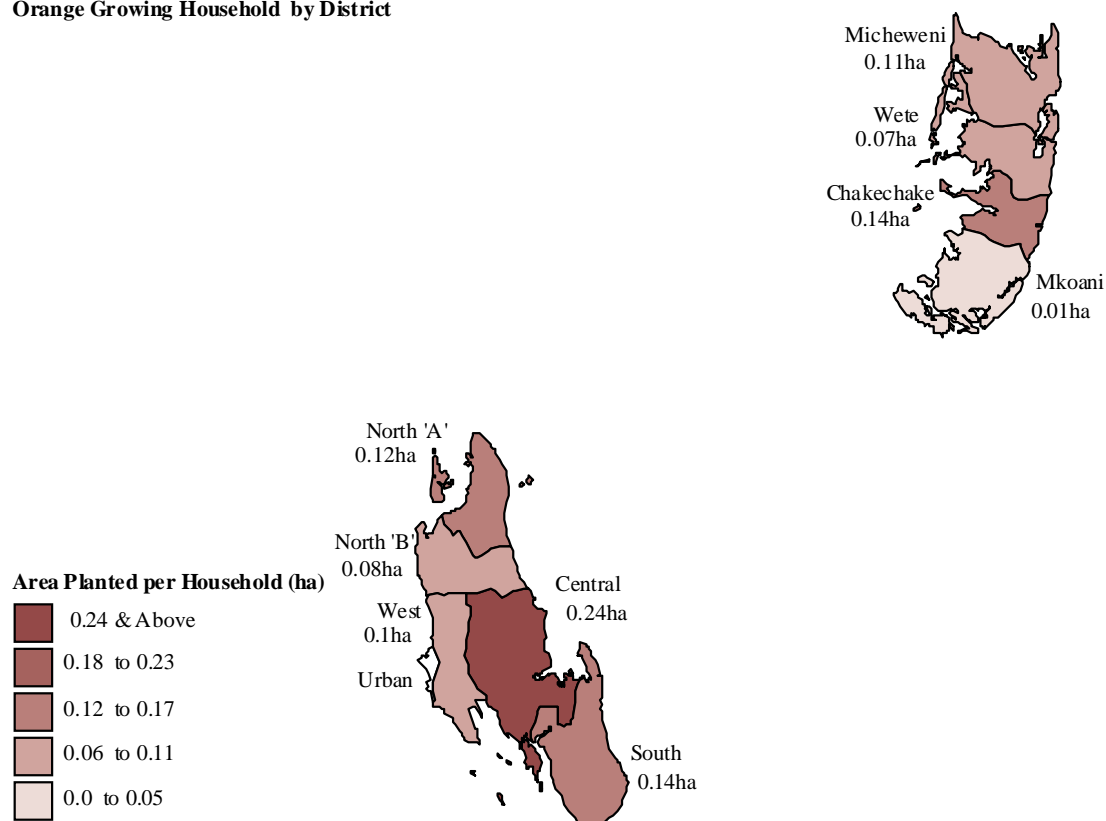 Orange Growing Household by District
Micheweni
0.11ha
Wete
0.07ha
Chakechake
0.14ha
Mkoani
0.01ha
North 'A'
0.12ha
North 'B'
0.08ha
Central
0.24ha
West
0.1ha
Urban
South
0.14ha
Area Planted per Household (ha)
0.24 & Above
0.18 to 0.23
0.12 to 0.17
0.06 to 0.11
0.0 to 0.05